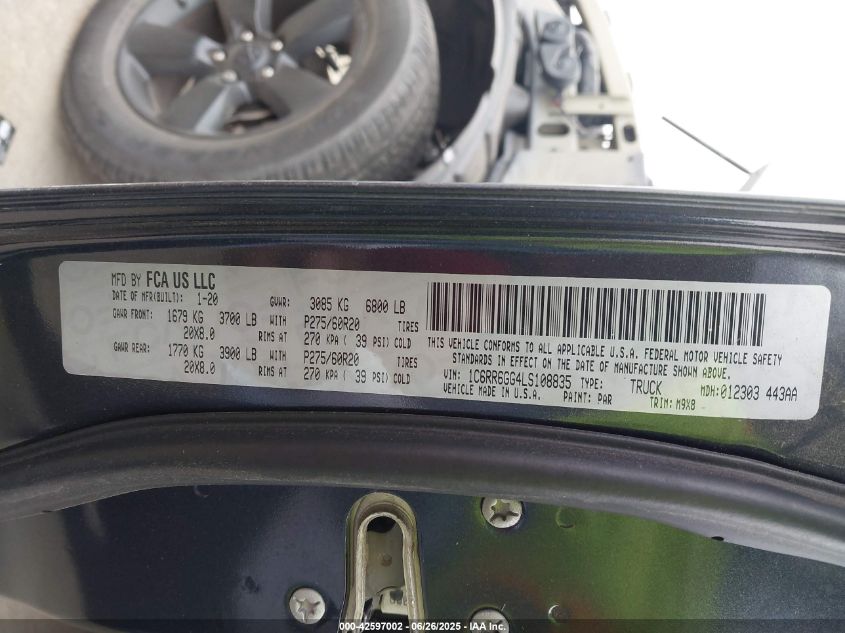 MFD BY FCA US LLC
DATE OF MFR(BUILT): 1-20 GVWR: 3085 KG 6800 LB
GAWR FRONT: 1679 KG 3700 LB WITH P275/60R20 TIRES
20X8.0 RIMS AT 270 KPA ( 39 PSI) COLD
GAWR REAR: 1770 KG 3900 LB WITH P275/60R20 TIRES
20X8.0 RIMS AT 270 KPA ( 39 PSI) COLD
THIS VEHICLE CONFORMS TO ALL APPLICABLE U.S.A. FEDERAL MOTOR VEHICLE SAFETY
STANDARDS IN EFFECT ON THE DATE OF MANUFACTURE SHOWN ABOVE.
VIN: 1C6RR6GG4LS108835 TYPE: TRUCK MDH:012303 443AA
VEHICLE MADE IN U.S.A. PAINT: PAR TRIM: M9X8
000-42597002 - 06/26/2025 - IAA Inc.